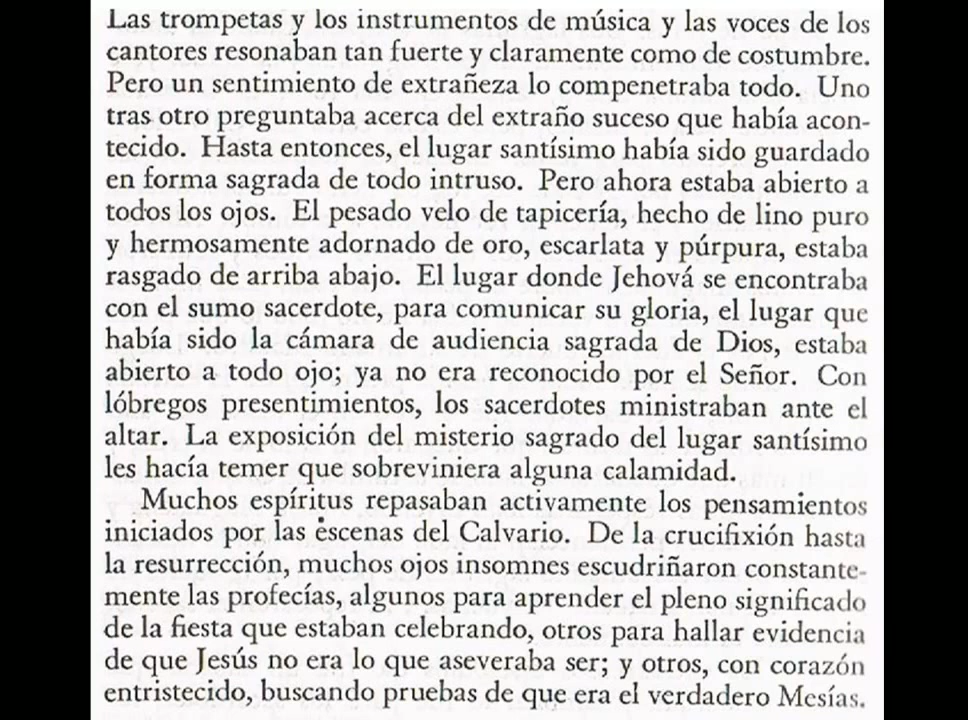 Las trompetas y los instrumentos de música y las voces de los
cantores resonaban tan fuerte y claramente como de costumbre.
Pero un sentimiento de extrañeza lo compenetraba todo. Uno
tras otro preguntaba acerca del extraño suceso que había acon-
tecido. Hasta entonces, el lugar santísimo había sido guardado
en forma sagrada de todo intruso. Pero ahora estaba abierto a
todos los ojos. El pesado velo de tapicería, hecho de lino puro
y hermosamente adornado de oro, escarlata y púrpura, estaba
rasgado de arriba abajo. El lugar donde Jehová se encontraba
con el sumo sacerdote, para comunicar su gloria, el lugar que
había sido la cámara de audiencia sagrada de Dios, estaba
abierto a todo ojo; ya no era reconocido por el Señor. Con
lóbregos presentimientos, los sacerdotes ministraban ante el
altar. La exposición del misterio sagrado del lugar santísimo
les hacía temer que sobreviniera alguna calamidad.
Muchos espíritus repasaban activamente los pensamientos
iniciados por las escenas del Calvario. De la crucifixión hasta
la resurrección, muchos ojos insomnes escudriñaron constante-
mente las profecías, algunos para aprender el pleno significado
de la fiesta que estaban celebrando, otros para hallar evidencia
de que Jesús no era lo que aseveraba ser; y otros, con corazón
entristecido, buscando pruebas de que era el verdadero Mesías.